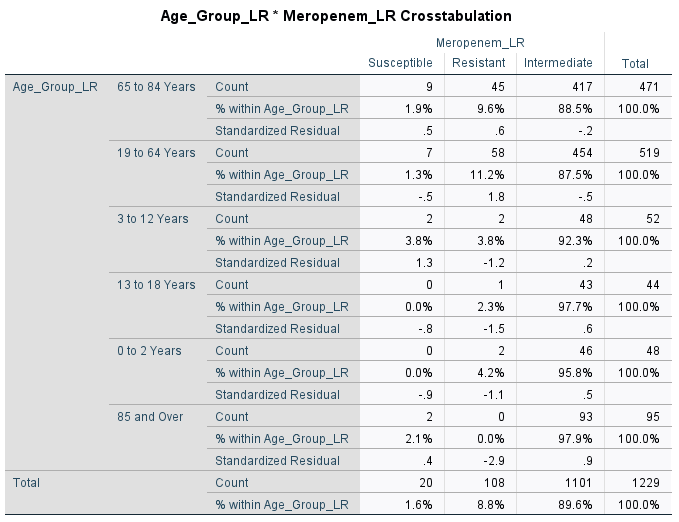 Age_Group_LR * Meropenem_LR Crosstabulation
Meropenem_LR
Susceptible Resistant Intermediate Total
Age_Group_LR 65 to 84 Years Count 9 45 417 471
% within Age_Group_LR 1.9% 9.6% 88.5% 100.0%
Standardized Residual .5 .6 -.2
19 to 64 Years Count 7 58 454 519
% within Age_Group_LR 1.3% 11.2% 87.5% 100.0%
Standardized Residual -.5 1.8 -.5
3 to 12 Years Count 2 2 48 52
% within Age_Group_LR 3.8% 3.8% 92.3% 100.0%
Standardized Residual 1.3 -1.2 .2
13 to 18 Years Count 0 1 43 44
% within Age_Group_LR 0.0% 2.3% 97.7% 100.0%
Standardized Residual -.8 -1.5 .6
0 to 2 Years Count 0 2 46 48
% within Age_Group_LR 0.0% 4.2% 95.8% 100.0%
Standardized Residual -.9 -1.1 .5
85 and Over Count 2 0 93 95
% within Age_Group_LR 2.1% 0.0% 97.9% 100.0%
Standardized Residual .4 -2.9 .9
Total Count 20 108 1101 1229
% within Age_Group_LR 1.6% 8.8% 89.6% 100.0%